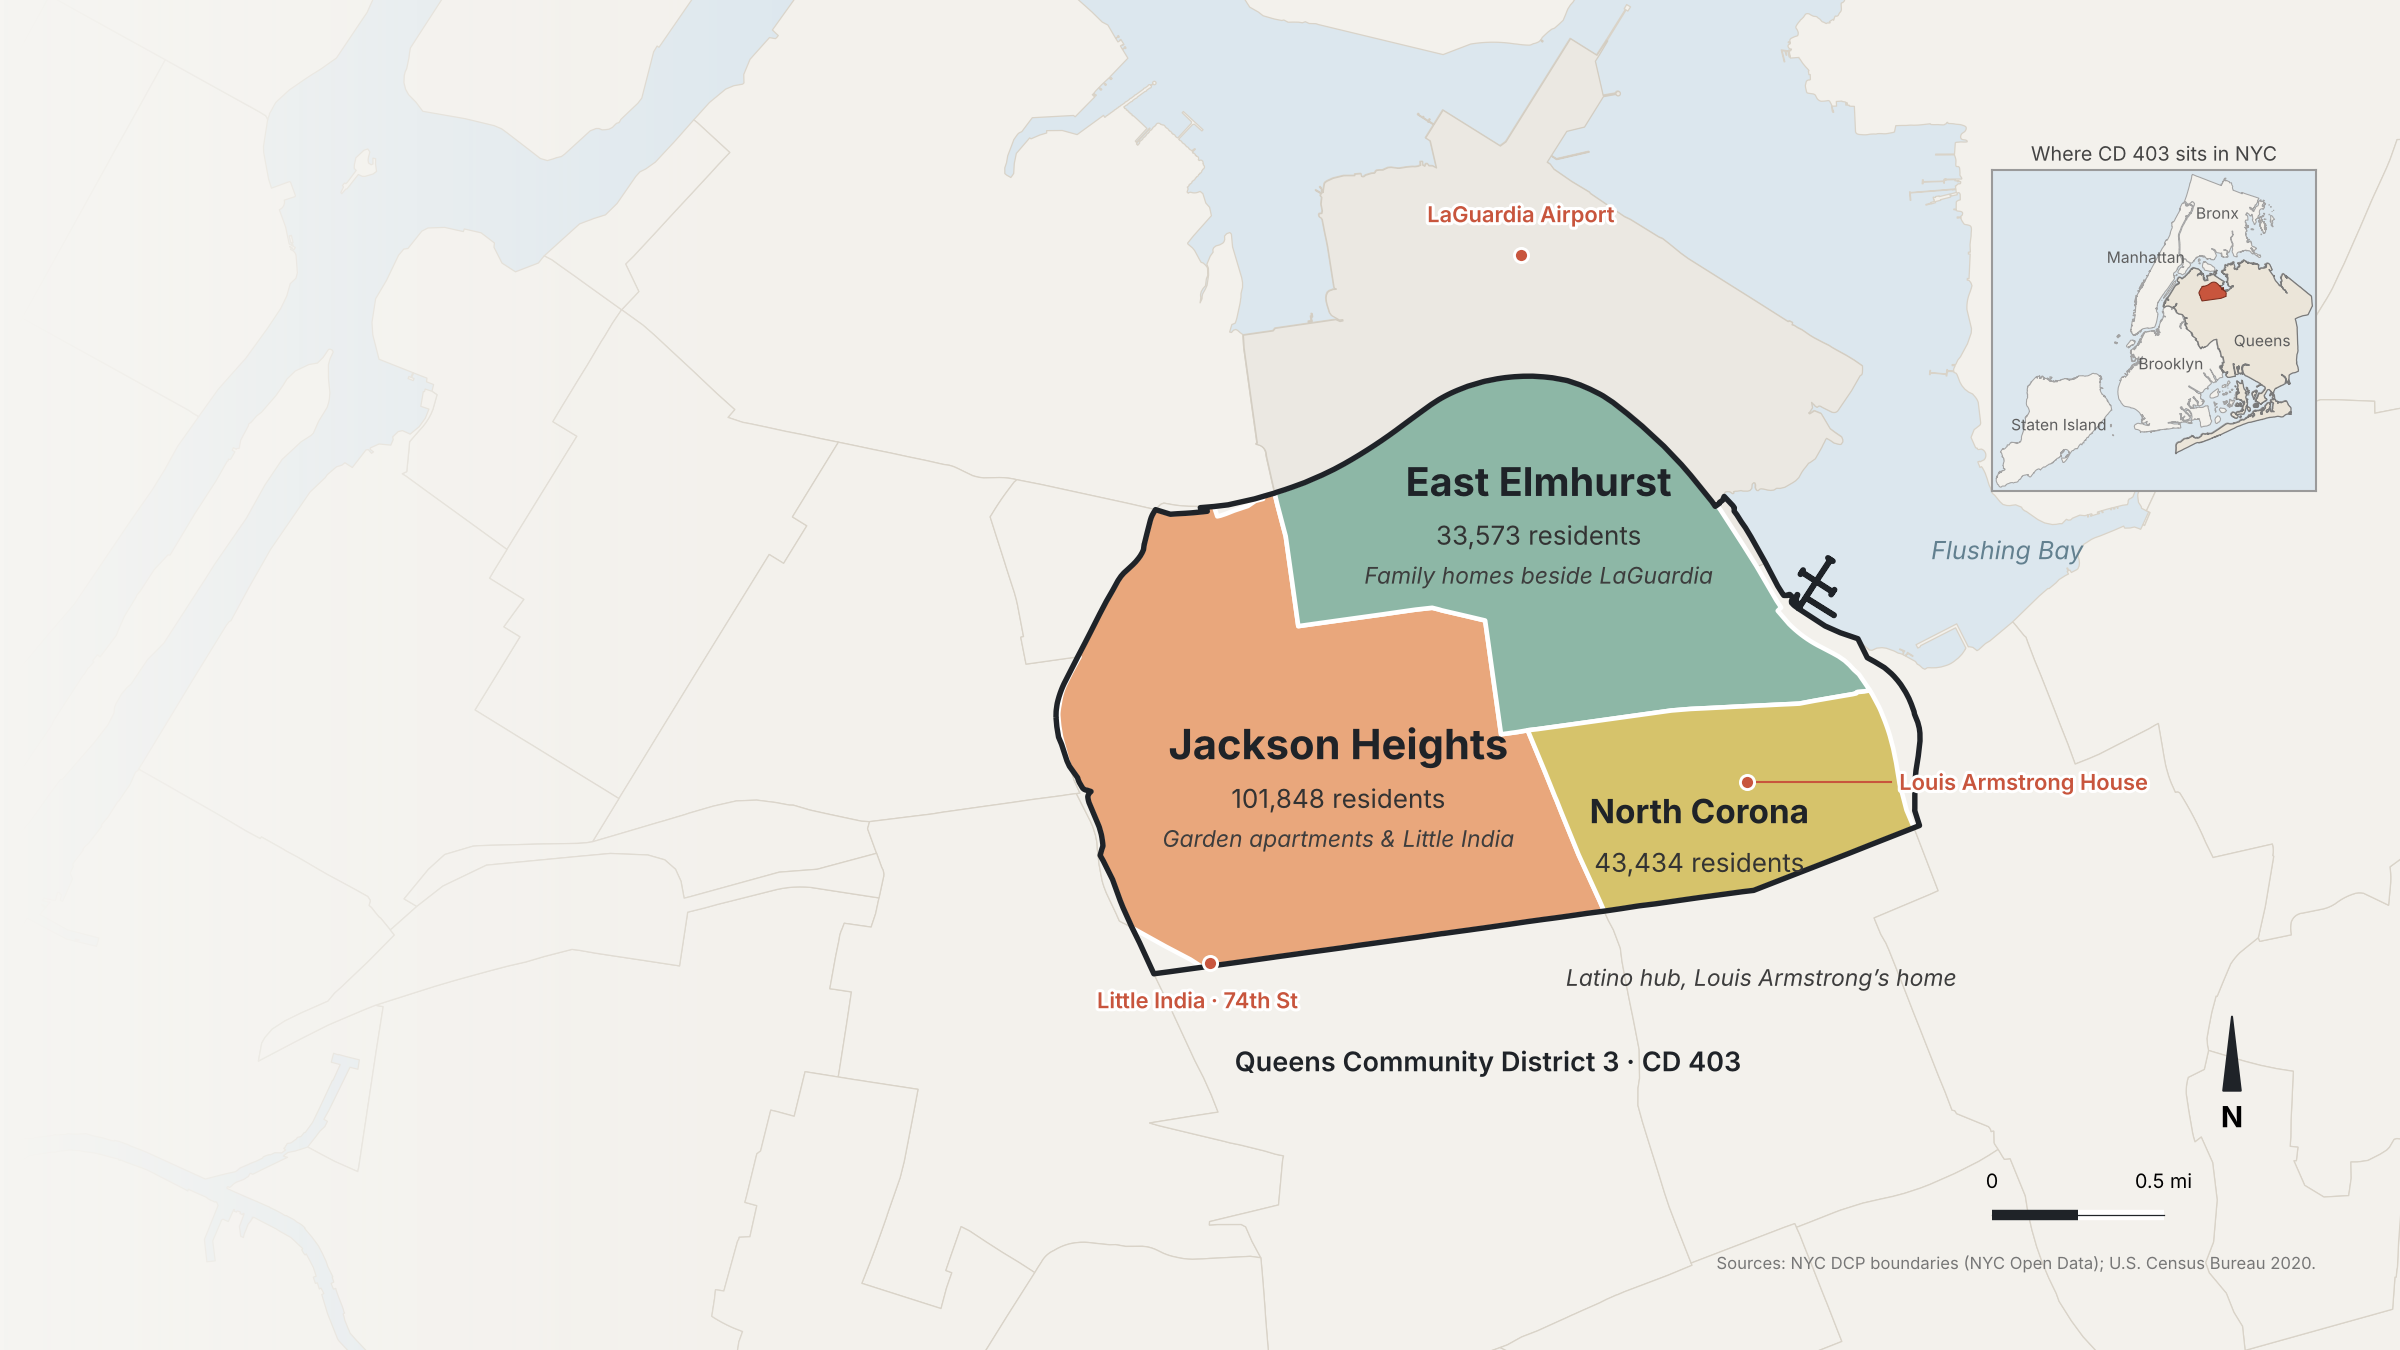 Where CD 403 sits in NYC
Bronx
Manhattan
Queens
Brooklyn
Staten Island
LaGuardia Airport
East Elmhurst
33,573 residents
Family homes beside LaGuardia
Flushing Bay
Jackson Heights
101,848 residents
Garden apartments & Little India
Louis Armstrong House
North Corona
43,434 residents
Latino hub, Louis Armstrong’s home
Little India · 74th St
Queens Community District 3 · CD 403
N
0 0.5 mi
Sources: NYC DCP boundaries (NYC Open Data); U.S. Census Bureau 2020.